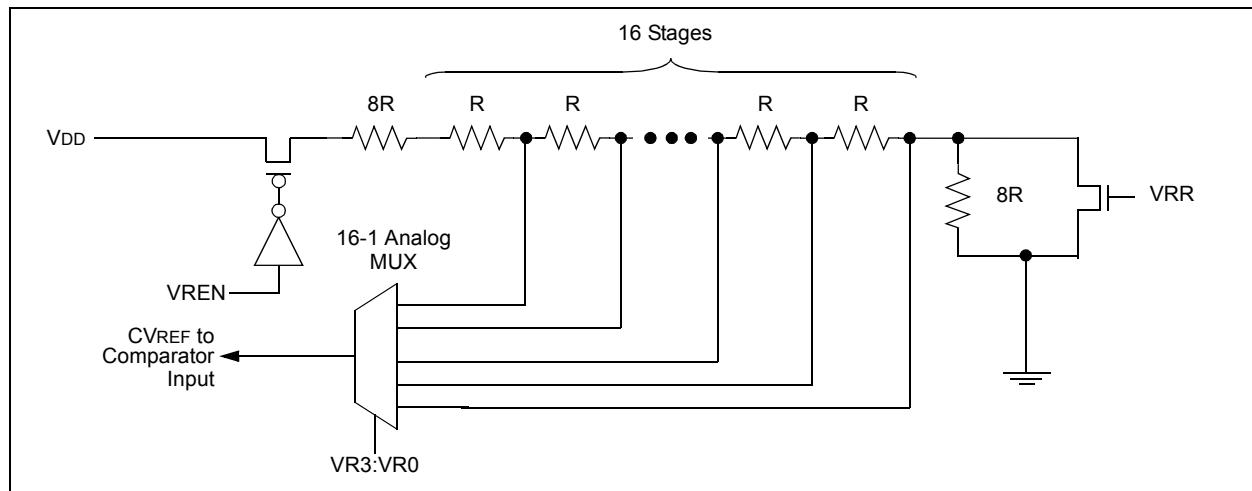 16 Stages
8R
R
R
R
R
VDD
8R
VRR
16-1 Analog
MUX
VREN
CVREF to
Comparator
Input
VR3:VR0